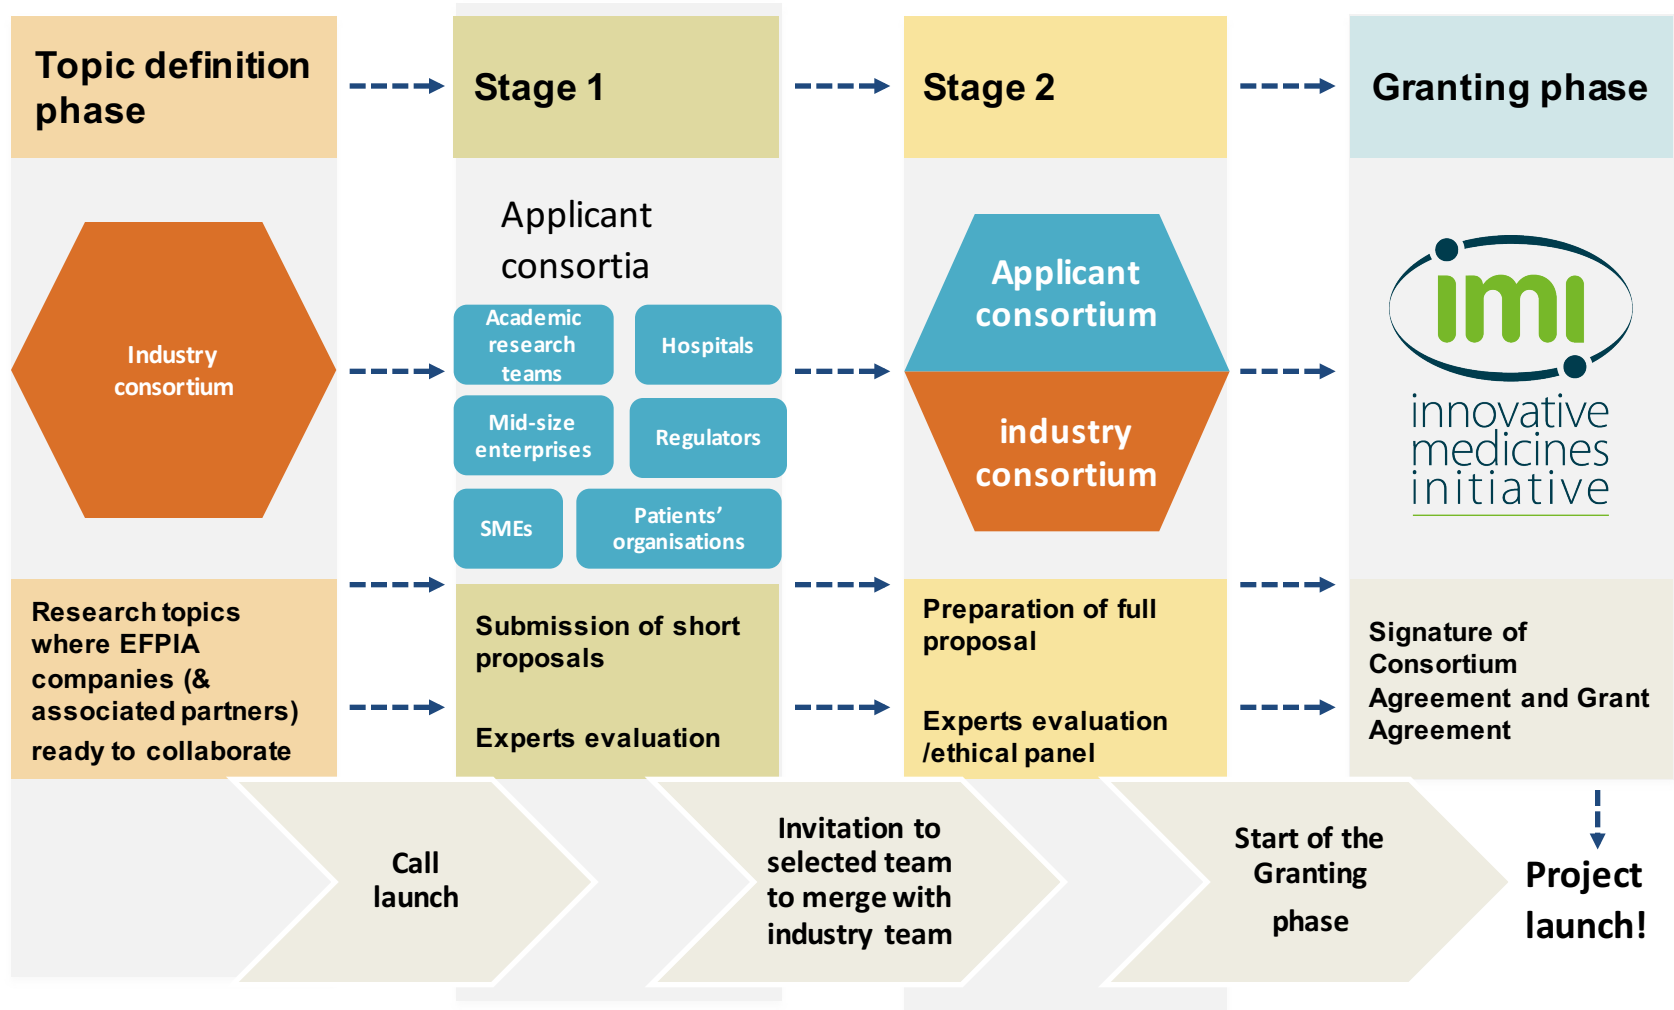 Topic definition
phase
Stage 1
Stage 2
Granting phase
Industry
consortium
Applicant
consortia
Academic
research
teams
Hospitals
Mid-size
enterprises
Regulators
SMEs
Patients’
organisations
Applicant
consortium
industry
consortium
imi
innovative
medicines
initiative
Research topics
where EFPIA
companies (&
associated partners)
ready to collaborate
Submission of short
proposals
Experts evaluation
Preparation of full
proposal
Experts evaluation
/ethical panel
Signature of
Consortium
Agreement and Grant
Agreement
Call
launch
Invitation to
selected team
to merge with
industry team
Start of the
Granting
phase
Project
launch!